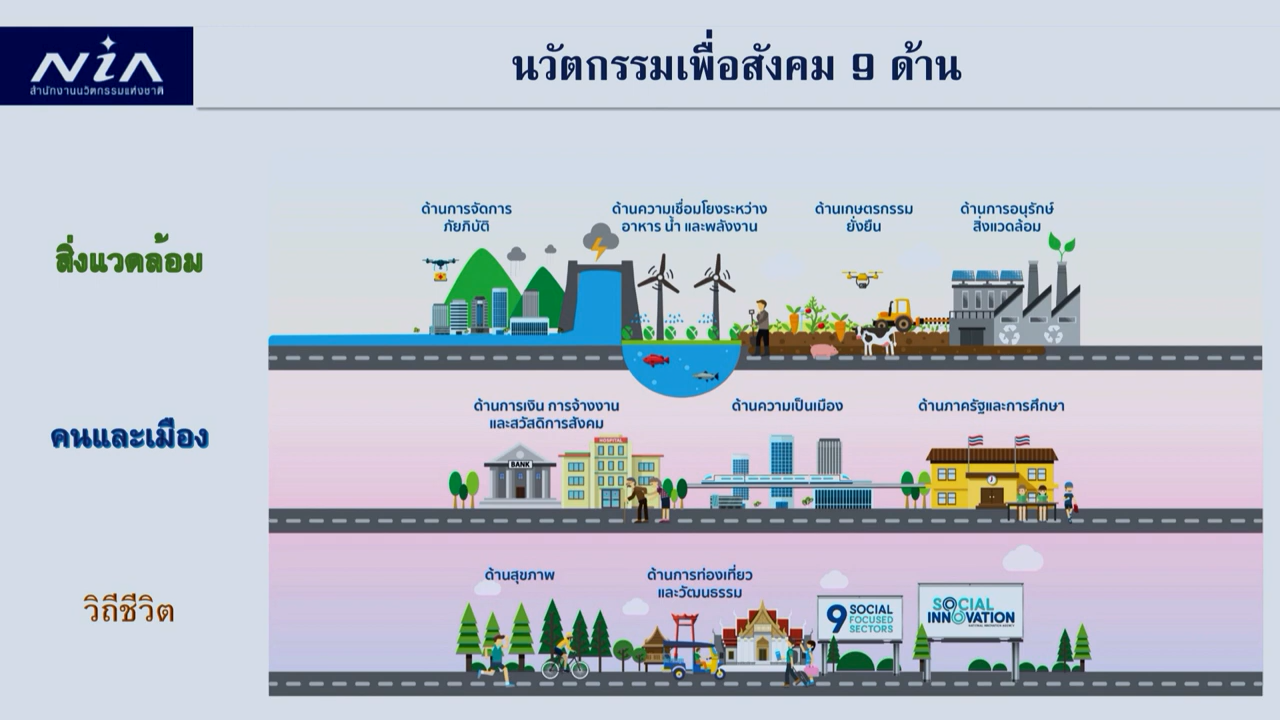 NiA
สำนักงานนวัตกรรมแห่งชาติ
นวัตกรรมเพื่อสังคม 9 ด้าน
สิ่งแวดล้อม
ด้านการจัดการ
ภัยภิบัติ
ด้านความเชื่อมโยงระหว่าง
อาหาร น้ำ และพลังงาน
ด้านเกษตรกรรม
ยั่งยืน
ด้านการอนุรักษ์
สิ่งแวดล้อม
คนและเมือง
ด้านการเงิน การจ้างงาน
และสวัสดิการสังคม
ด้านความเป็นเมือง
ด้านภาครัฐและการศึกษา
BANK
HOSPITAL
วิถีชีวิต
ด้านสุขภาพ
ด้านการท่องเที่ยว
และวัฒนธรรม
9 SOCIAL
FOCUSED
SECTORS
SOCIAL
INNOVATION
NATIONAL INNOVATION AGENCY